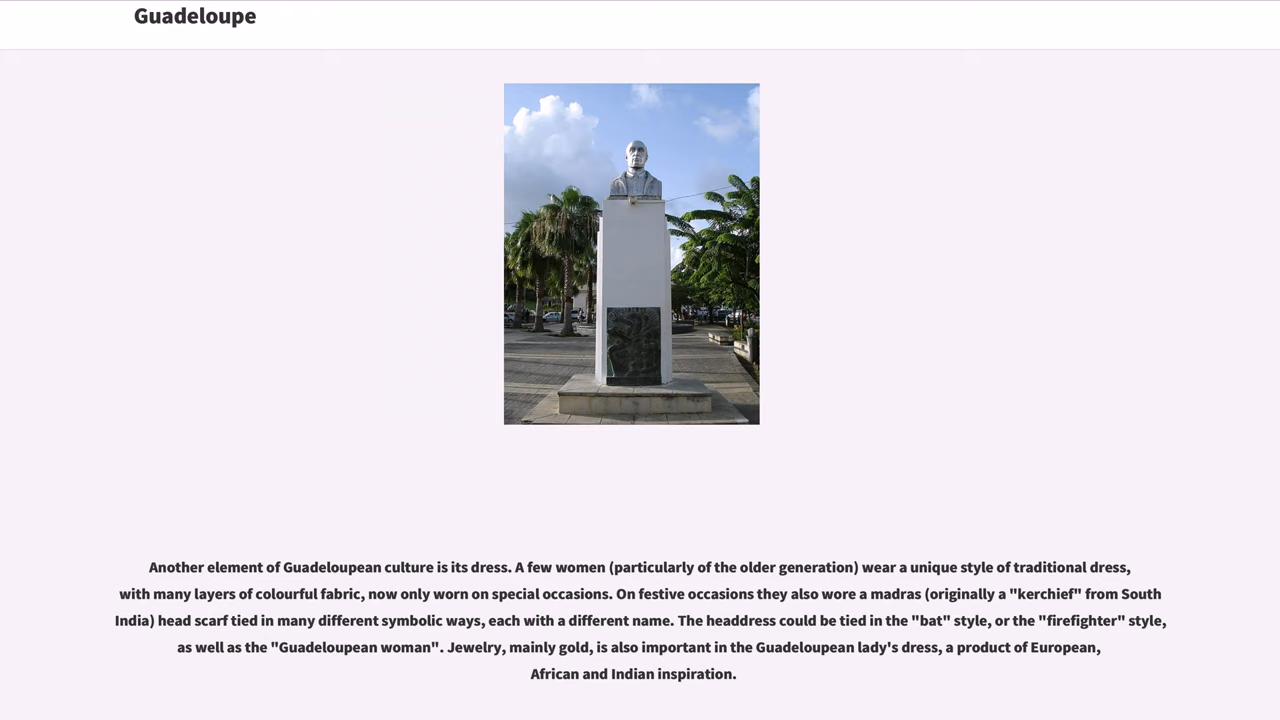 Guadeloupe
Another element of Guadeloupean culture is its dress. A few women (particularly of the older generation) wear a unique style of traditional dress,
with many layers of colourful fabric, now only worn on special occasions. On festive occasions they also wore a madras (originally a "kerchief" from South
India) head scarf tied in many different symbolic ways, each with a different name. The headdress could be tied in the "bat" style, or the "firefighter" style,
as well as the "Guadeloupean woman". Jewelry, mainly gold, is also important in the Guadeloupean lady's dress, a product of European,
African and Indian inspiration.